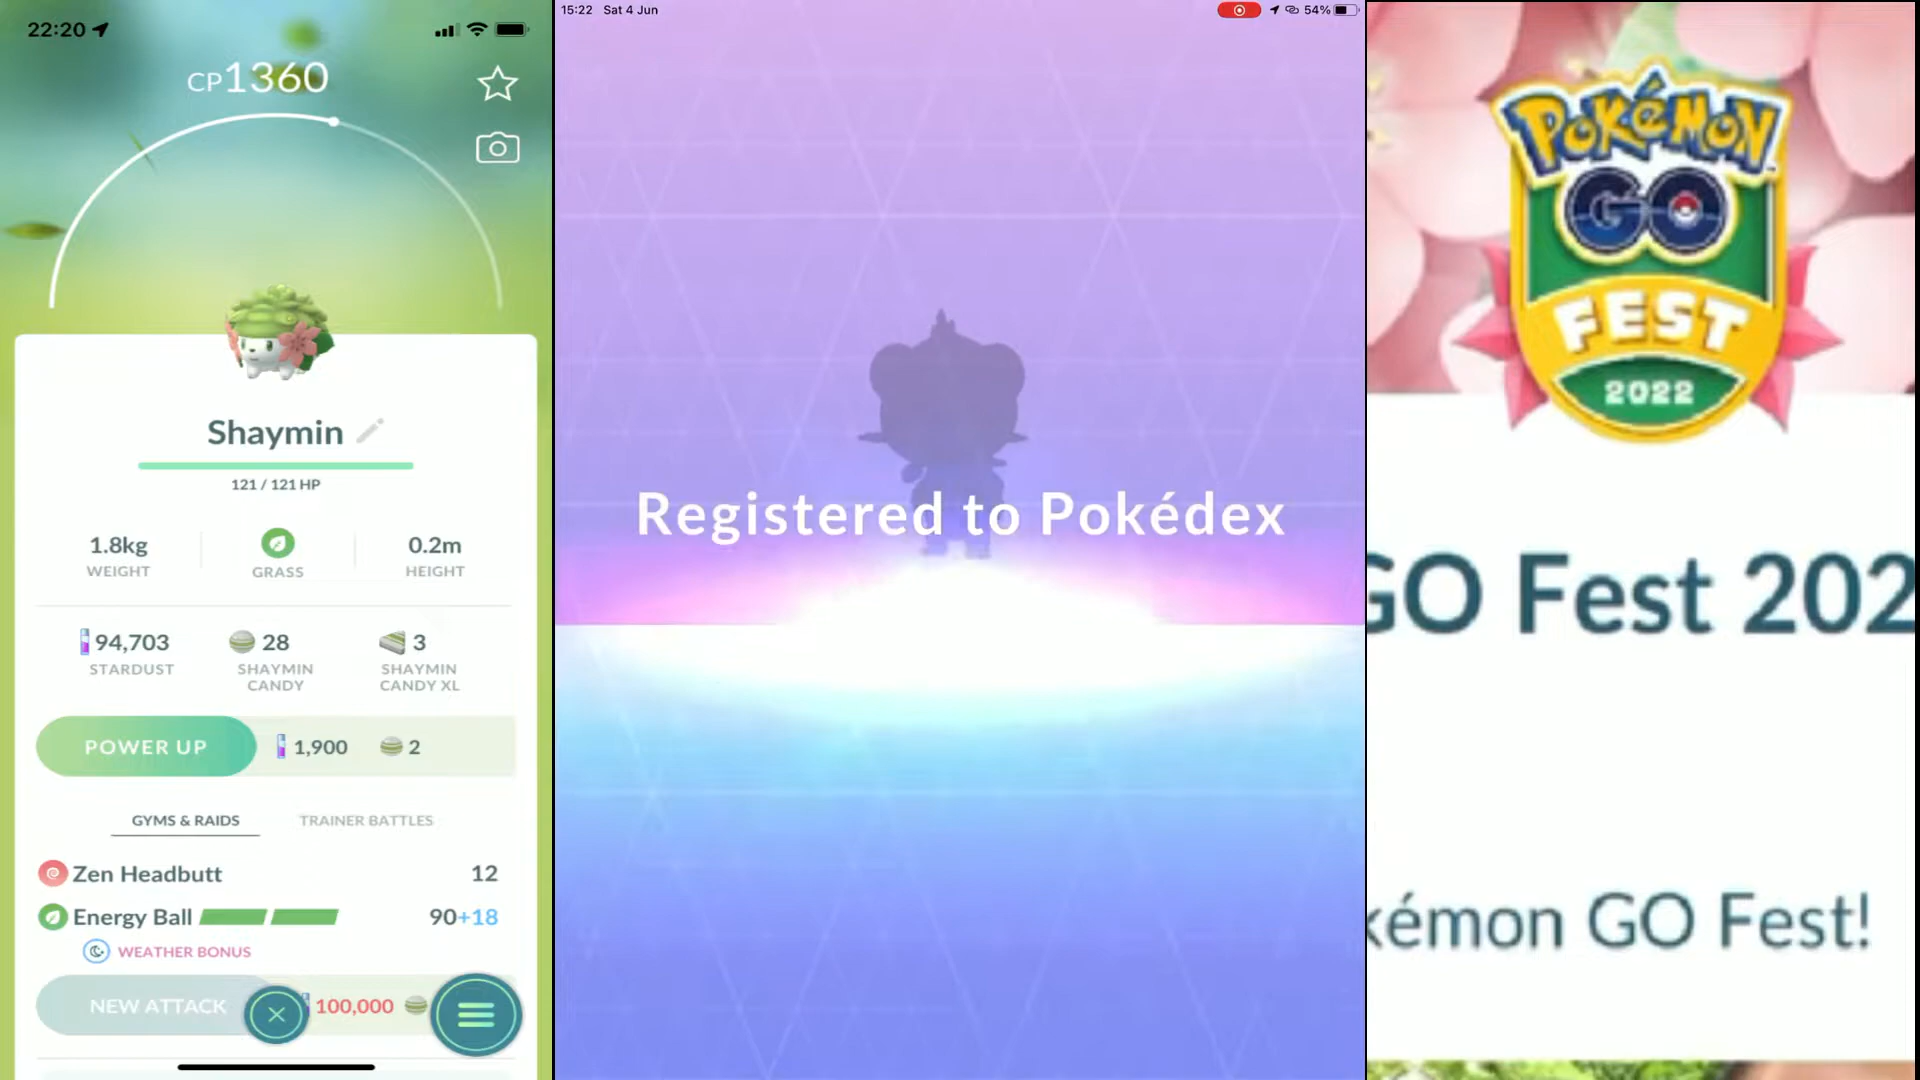 22:20
CP1360
Shaymin
121 / 121 HP
1.8kg
WEIGHT
GRASS
0.2m
HEIGHT
94,703
STARDUST
28
SHAYMIN
CANDY
3
SHAYMIN
CANDY XL
POWER UP
1,900
2
GYMS & RAIDS
TRAINER BATTLES
Zen Headbutt
12
Energy Ball
90+18
WEATHER BONUS
NEW ATTACK
100,000
15:22 Sat 4 Jun
54%
Registered to Pokédex
POKéMON
GO
FEST
2022
GO Fest 202
kémon GO Fest!